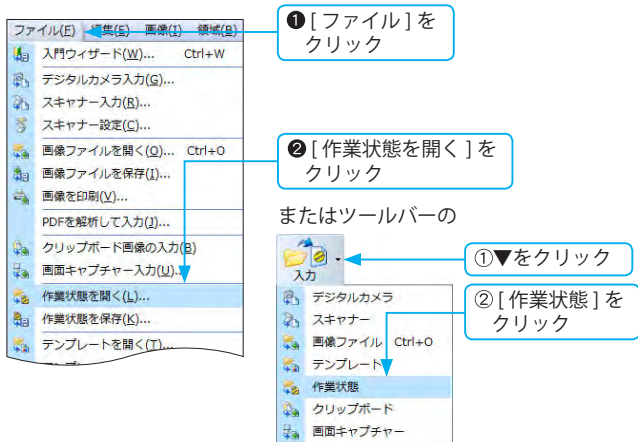 ファイル(F) 編集(E) 画像(I) 領域(B)
入門ウィザード(W)... Ctrl+W
デジタルカメラ入力(G)...
スキャナー入力(R)...
スキャナー設定(C)...
画像ファイルを開く(O)... Ctrl+O
画像ファイルを保存(I)...
画像を印刷(V)...
PDFを解析して入力(J)...
クリップボード画像の入力(B)
画面キャプチャー入力(U)...
作業状態を開く(L)...
作業状態を保存(K)...
テンプレートを開く(T)...
❶[ファイル]を
クリック
❷[作業状態を開く]を
クリック
またはツールバーの
入力
①▼をクリック
②[作業状態]を
クリック
デジタルカメラ
スキャナー
画像ファイル Ctrl+O
テンプレート
作業状態
クリップボード
画面キャプチャー